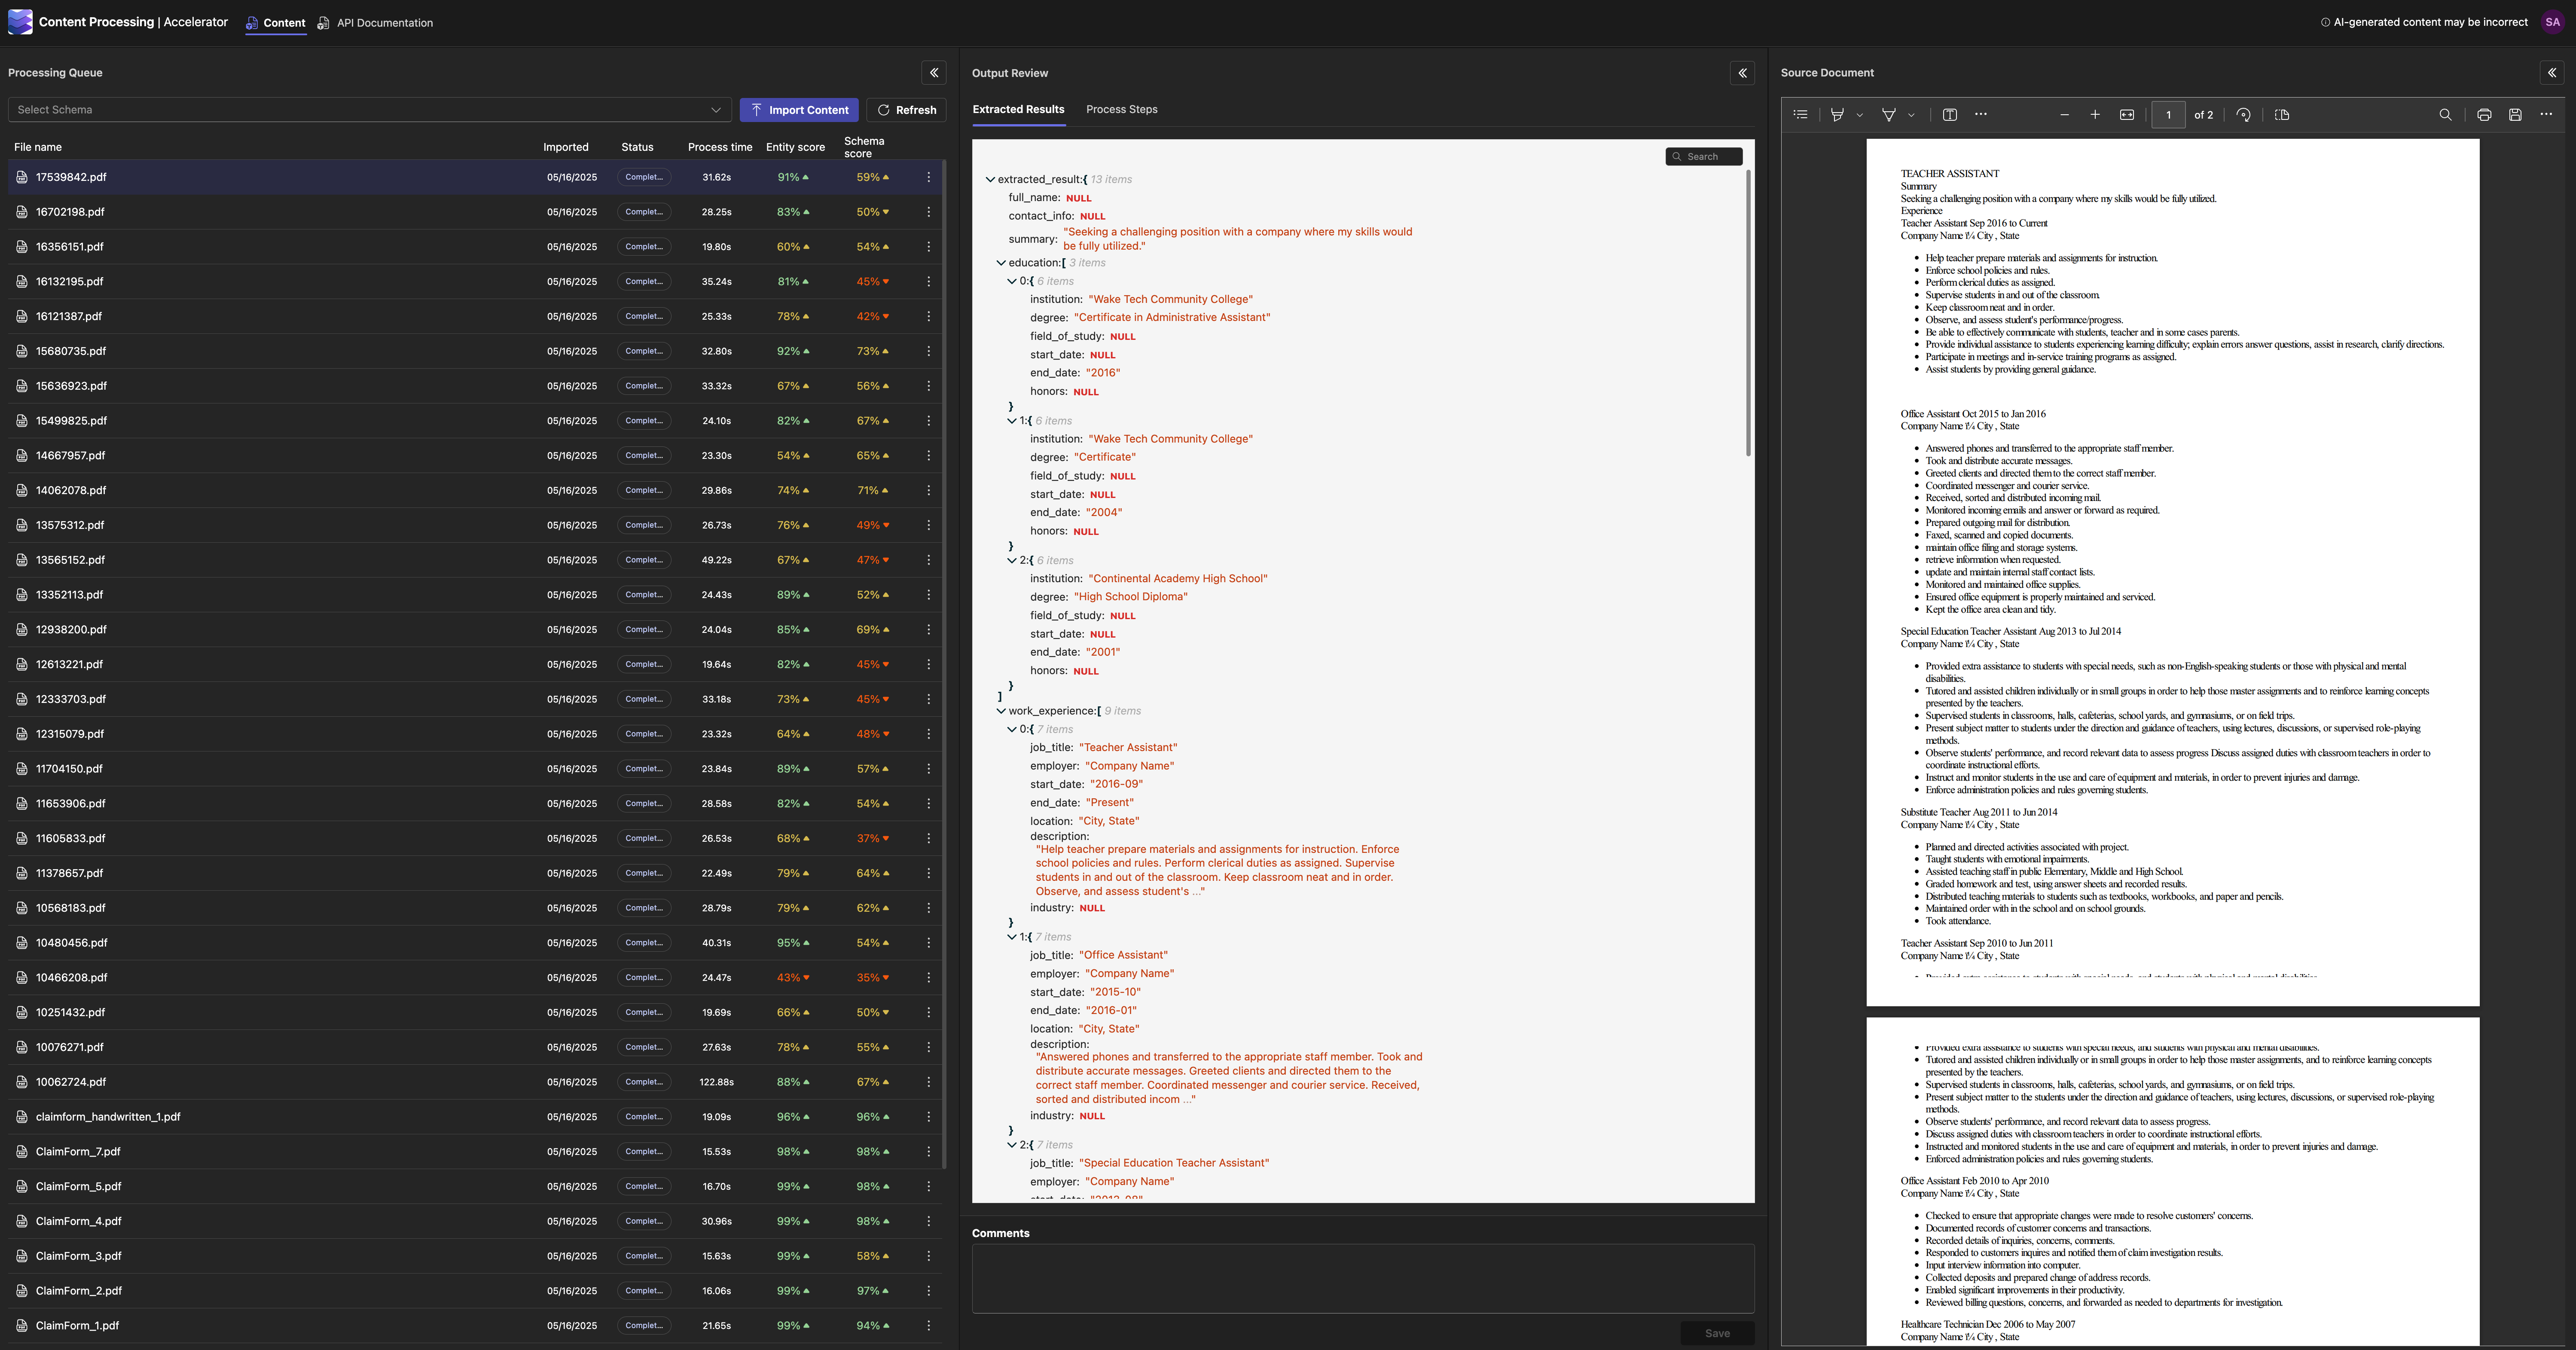 Content Processing | Accelerator
Content
API Documentation
AI-generated content may be incorrect
SA
Processing Queue
Select Schema
Import Content
Refresh
File name Imported Status Process time Entity score Schema score
17539842.pdf 05/16/2025 Complet... 31.62s 91% 59%
16702198.pdf 05/16/2025 Complet... 28.25s 83% 50%
16356151.pdf 05/16/2025 Complet... 19.80s 60% 54%
16132195.pdf 05/16/2025 Complet... 35.24s 81% 45%
16121387.pdf 05/16/2025 Complet... 25.33s 78% 42%
15680735.pdf 05/16/2025 Complet... 32.80s 92% 73%
15636923.pdf 05/16/2025 Complet... 33.32s 67% 56%
15499825.pdf 05/16/2025 Complet... 24.10s 82% 67%
14667957.pdf 05/16/2025 Complet... 23.30s 54% 65%
14062078.pdf 05/16/2025 Complet... 29.86s 74% 71%
13575312.pdf 05/16/2025 Complet... 26.73s 76% 49%
13565152.pdf 05/16/2025 Complet... 49.22s 67% 47%
13352113.pdf 05/16/2025 Complet... 24.43s 89% 52%
12938200.pdf 05/16/2025 Complet... 24.04s 85% 69%
12613221.pdf 05/16/2025 Complet... 19.64s 82% 45%
12333703.pdf 05/16/2025 Complet... 33.18s 73% 45%
12315079.pdf 05/16/2025 Complet... 23.32s 64% 48%
11704150.pdf 05/16/2025 Complet... 23.84s 89% 57%
11653906.pdf 05/16/2025 Complet... 28.58s 82% 54%
11605833.pdf 05/16/2025 Complet... 26.53s 68% 37%
11378657.pdf 05/16/2025 Complet... 22.49s 79% 64%
10568183.pdf 05/16/2025 Complet... 28.79s 79% 62%
10480456.pdf 05/16/2025 Complet... 40.31s 95% 54%
10466208.pdf 05/16/2025 Complet... 24.47s 43% 35%
10251432.pdf 05/16/2025 Complet... 19.69s 66% 50%
10076271.pdf 05/16/2025 Complet... 27.63s 78% 55%
10062724.pdf 05/16/2025 Complet... 122.88s 88% 67%
claimform_handwritten_1.pdf 05/16/2025 Complet... 19.09s 96% 96%
ClaimForm_7.pdf 05/16/2025 Complet... 15.53s 98% 98%
ClaimForm_5.pdf 05/16/2025 Complet... 16.70s 99% 98%
ClaimForm_4.pdf 05/16/2025 Complet... 30.96s 99% 98%
ClaimForm_3.pdf 05/16/2025 Complet... 15.63s 99% 58%
ClaimForm_2.pdf 05/16/2025 Complet... 16.06s 99% 97%
ClaimForm_1.pdf 05/16/2025 Complet... 21.65s 99% 94%
Output Review
Extracted Results
Process Steps
Search
extracted_result:{ 13 items
full_name: NULL
contact_info: NULL
summary: "Seeking a challenging position with a company where my skills would
be fully utilized."
education:[ 3 items
0:{ 6 items
institution: "Wake Tech Community College"
degree: "Certificate in Administrative Assistant"
field_of_study: NULL
start_date: NULL
end_date: "2016"
honors: NULL
}
1:{ 6 items
institution: "Wake Tech Community College"
degree: "Certificate"
field_of_study: NULL
start_date: NULL
end_date: "2004"
honors: NULL
}
2:{ 6 items
institution: "Continental Academy High School"
degree: "High School Diploma"
field_of_study: NULL
start_date: NULL
end_date: "2001"
honors: NULL
}
]
work_experience:[ 9 items
0:{ 7 items
job_title: "Teacher Assistant"
employer: "Company Name"
start_date: "2016-09"
end_date: "Present"
location: "City, State"
description:
"Help teacher prepare materials and assignments for instruction. Enforce
school policies and rules. Perform clerical duties as assigned. Supervise
students in and out of the classroom. Keep classroom neat and in order.
Observe, and assess student's ..."
industry: NULL
}
1:{ 7 items
job_title: "Office Assistant"
employer: "Company Name"
start_date: "2015-10"
end_date: "2016-01"
location: "City, State"
description:
"Answered phones and transferred to the appropriate staff member. Took and
distribute accurate messages. Greeted clients and directed them to the
correct staff member. Coordinated messenger and courier service. Received,
sorted and distributed incom ..."
industry: NULL
}
2:{ 7 items
job_title: "Special Education Teacher Assistant"
employer: "Company Name"
start_date: "2013-08"
Comments
Save
Source Document
1 of 2
TEACHER ASSISTANT
Summary
Seeking a challenging position with a company where my skills would be fully utilized.
Experience
Teacher Assistant Sep 2016 to Current
Company Name ï¼ City , State
Help teacher prepare materials and assignments for instruction.
Enforce school policies and rules.
Perform clerical duties as assigned.
Supervise students in and out of the classroom.
Keep classroom neat and in order.
Observe, and assess student's performance/progress.
Be able to effectively communicate with students, teacher and in some cases parents.
Provide individual assistance to students experiencing learning difficulty; explain errors answer questions, assist in research, clarify directions.
Participate in meetings and in-service training programs as assigned.
Assist students by providing general guidance.
Office Assistant Oct 2015 to Jan 2016
Company Name ï¼ City , State
Answered phones and transferred to the appropriate staff member.
Took and distribute accurate messages.
Greeted clients and directed them to the correct staff member.
Coordinated messenger and courier service.
Received, sorted and distributed incoming mail.
Monitored incoming emails and answer or forward as required.
Prepared outgoing mail for distribution.
Faxed, scanned and copied documents.
maintain office filing and storage systems.
retrieve information when requested.
update and maintain internal staff contact lists.
Monitored and maintained office supplies.
Ensured office equipment is properly maintained and serviced.
Kept the office area clean and tidy.
Special Education Teacher Assistant Aug 2013 to Jul 2014
Company Name ï¼ City , State
Provided extra assistance to students with special needs, such as non-English-speaking students or those with physical and mental
disabilities.
Tutored and assisted children individually or in small groups in order to help those master assignments and to reinforce learning concepts
presented by the teachers.
Supervised students in classrooms, halls, cafeterias, school yards, and gymnasiums, or on field trips.
Present subject matter to students under the direction and guidance of teachers, using lectures, discussions, or supervised role-playing
methods.
Observe students' performance, and record relevant data to assess progress Discuss assigned duties with classroom teachers in order to
coordinate instructional efforts.
Instruct and monitor students in the use and care of equipment and materials, in order to prevent injuries and damage.
Enforce administration policies and rules governing students.
Substitute Teacher Aug 2011 to Jun 2014
Company Name ï¼ City , State
Planned and directed activities associated with project.
Taught students with emotional impairments.
Assisted teaching staff in public Elementary, Middle and High School.
Graded homework and test, using answer sheets and recorded results.
Distributed teaching materials to students such as textbooks, workbooks, and paper and pencils.
Maintained order with in the school and on school grounds.
Took attendance.
Teacher Assistant Sep 2010 to Jun 2011
Company Name ï¼ City , State
Provided extra assistance to students with special needs, and students with physical and mental disabilities.
Provided extra assistance to students with special needs, and students with physical and mental disabilities.
Tutored and assisted children individually or in small groups in order to help those master assignments, and to reinforce learning concepts
presented by the teachers.
Supervised students in classrooms, halls, cafeterias, school yards, and gymnasiums, or on field trips.
Present subject matter to the students under the direction and guidance of teachers, using lectures, discussions, or supervised role-playing
methods.
Observe students' performance, and record relevant data to assess progress.
Discuss assigned duties with classroom teachers in order to coordinate instructional efforts.
Instructed and monitored students in the use and care of equipment and materials, in order to prevent injuries and damage.
Enforced administration policies and rules governing students.
Office Assistant Feb 2010 to Apr 2010
Company Name ï¼ City , State
Checked to ensure that appropriate changes were made to resolve customers' concerns.
Documented records of customer concerns and transactions.
Recorded details of inquiries, concerns, comments.
Responded to customers inquires and notified them of claim investigation results.
Input interview information into computer.
Collected deposits and prepared change of address records.
Enabled significant improvements in their productivity.
Reviewed billing questions, concerns, and forwarded as needed to departments for investigation.
Healthcare Technician Dec 2006 to May 2007
Company Name ï¼ City , State